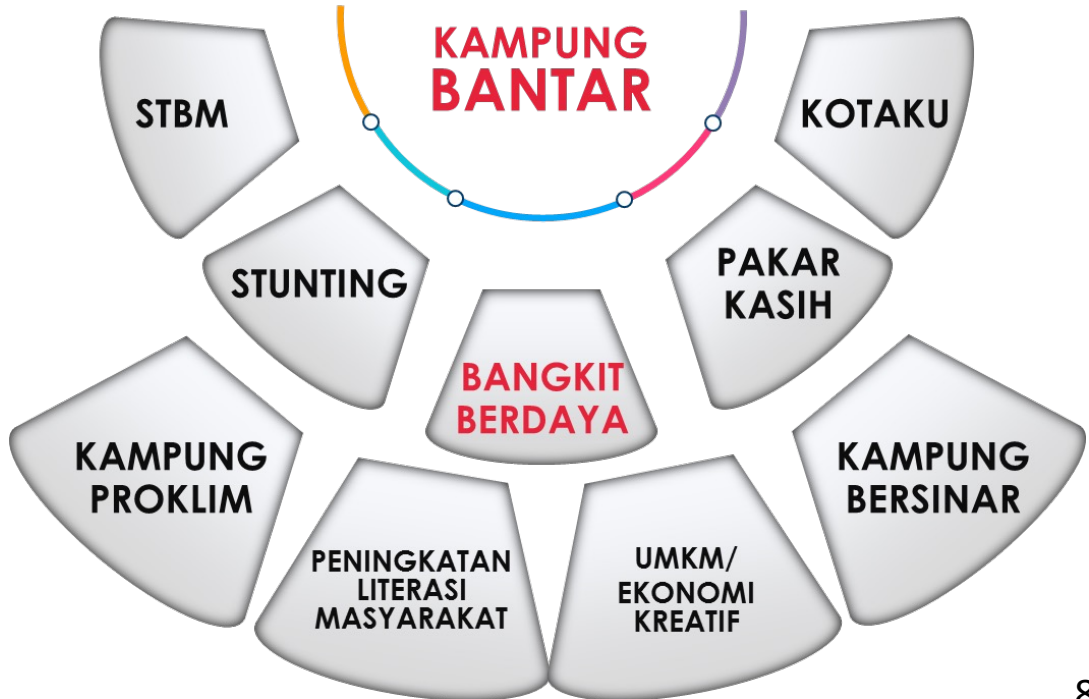 KAMPUNG
BANTAR
STBM
KOTAKU
STUNTING
PAKAR
KASIH
BANGKIT
BERDAYA
KAMPUNG
PROKLIM
KAMPUNG
BERSINAR
PENINGKATAN
LITERASI
MASYARAKAT
UMKM/
EKONOMI
KREATIF